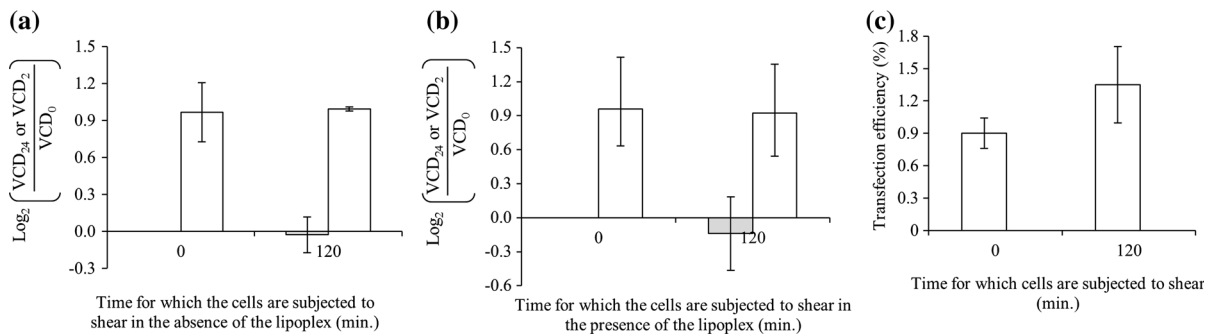 (a)
Log2 ( VCD24 or VCD2 / VCD0 )
1.5
1.2
0.9
0.6
0.3
0.0
-0.3
0
120
Time for which the cells are subjected to
shear in the absence of the lipoplex (min.)
(b)
Log2 ( VCD24 or VCD2 / VCD0 )
1.5
1.2
0.9
0.6
0.3
0.0
-0.3
-0.6
0
120
Time for which the cells are subjected to shear in
the presence of the lipoplex (min.)
(c)
Transfection efficiency (%)
1.8
1.5
1.2
0.9
0.6
0.3
0
0
120
Time for which the cells are subjected to shear
(min.)